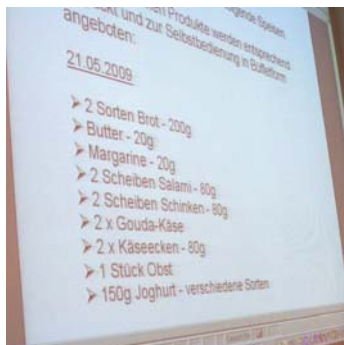 en Produkte werden entsprechend
und zur Selbstbedienung in Buffetform
angeboten:
21.05.2009
➤ 2 Sorten Brot - 200g
➤ Butter - 20g
➤ Margarine - 20g
➤ 2 Scheiben Salami - 80g
➤ 2 Scheiben Schinken - 80g
➤ 2 x Gouda-Käse
➤ 2 x Käseecken - 80g
➤ 1 Stück Obst
➤ 150g Joghurt - verschiedene Sorten